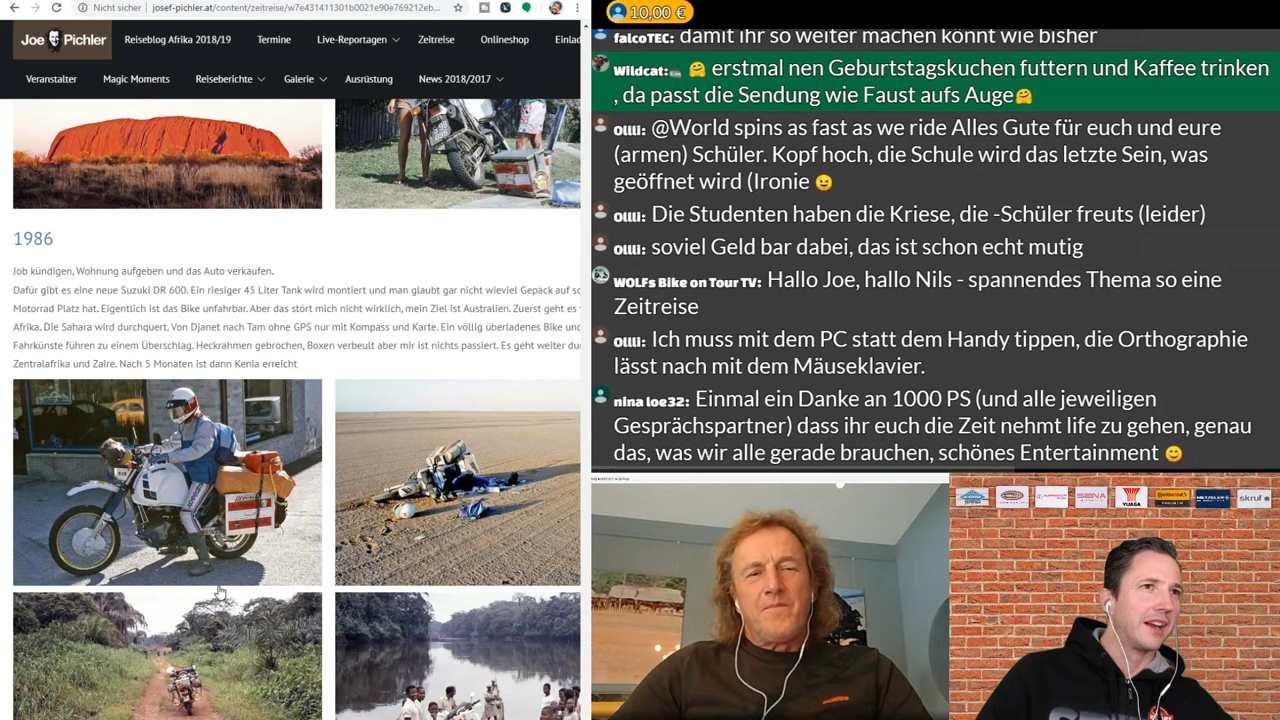 Nicht sicher | josef-pichler.at/content/zeitreise/w7e431411301b0021e90e769212eb...
Joe Pichler
Reiseblog Afrika 2018/19
Termine
Live-Reportagen
Zeitreise
Onlineshop
Einlad
Veranstalter
Magic Moments
Reiseberichte
Galerie
Ausrüstung
News 2018/2017
1986
Job kündigen, Wohnung aufgeben und das Auto verkaufen.
Dafür gibt es eine neue Suzuki DR 600. Ein riesiger 45 Liter Tank wird montiert und man glaubt gar nicht wieviel Gepäck auf so
Motorrad Platz hat. Eigentlich ist das Bike unfahrbar. Aber das stört mich nicht wirklich, mein Ziel ist Australien. Zuerst geht es
Afrika. Die Sahara wird durchquert. Von Djanet nach Tam ohne GPS nur mit Kompass und Karte. Ein völlig überladenes Bike und
Fahrkünste führen zu einem Überschlag. Heckrahmen gebrochen, Boxen verbeult aber mir ist nichts passiert. Es geht weiter du
Zentralafrika und Zaire. Nach 5 Monaten ist dann Kenia erreicht
10,00 €
falcoTEC: damit ihr so weiter machen könnt wie bisher
Wildcat: erstmal nen Geburtstagskuchen futtern und Kaffee trinken
, da passt die Sendung wie Faust aufs Auge
Ollli: @World spins as fast as we ride Alles Gute für euch und eure
(armen) Schüler. Kopf hoch, die Schule wird das letzte Sein, was
geöffnet wird (Ironie
Ollli: Die Studenten haben die Kriese, die -Schüler freuts (leider)
Ollli: soviel Geld bar dabei, das ist schon echt mutig
WOLFs Bike on Tour TV: Hallo Joe, hallo Nils - spannendes Thema so eine
Zeitreise
Ollli: Ich muss mit dem PC statt dem Handy tippen, die Orthographie
lässt nach mit dem Mäuseklavier.
nina loe32: Einmal ein Danke an 1000 PS (und alle jeweiligen
Gesprächspartner) dass ihr euch die Zeit nehmt life zu gehen, genau
das, was wir alle gerade brauchen, schönes Entertainment
SENA
YUASA
Continental
METZELER
skruf